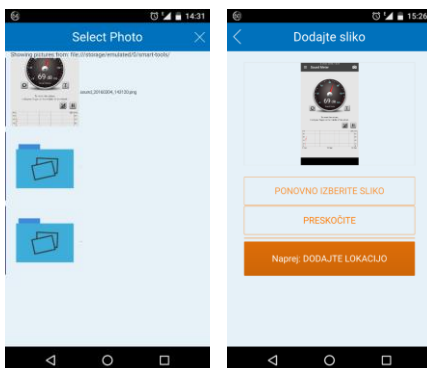 14:31
Select Photo
Showing pictures from: file:///storage/emulated/0/smart-tools/
69
15:26
Dodajte sliko
69
PONOVNO IZBERITE SLIKO
PRESKOČITE
Naprej: DODAJTE LOKACIJO